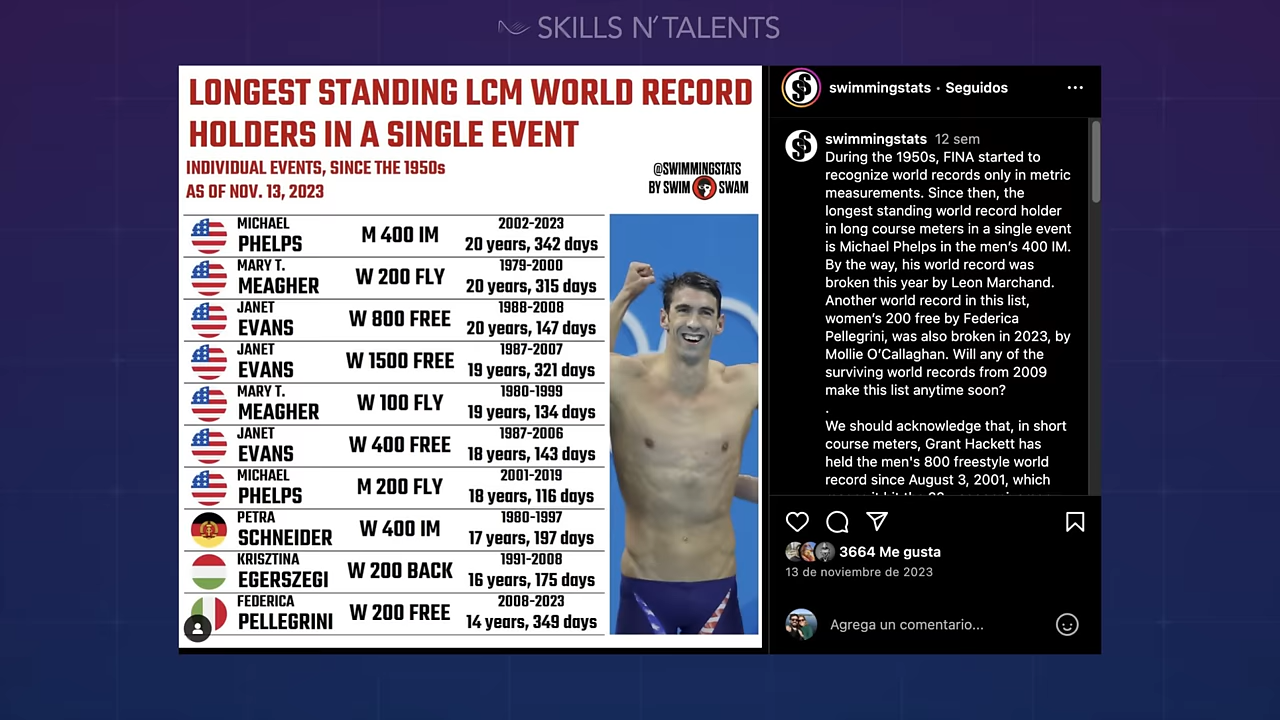 SKILLS N' TALENTS
LONGEST STANDING LCM WORLD RECORD
HOLDERS IN A SINGLE EVENT
INDIVIDUAL EVENTS, SINCE THE 1950s
AS OF NOV. 13, 2023
@SWIMMINGSTATS
BY SWIM SWAM
MICHAEL
PHELPS
M 400 IM
2002-2023
20 years, 342 days
MARY T.
MEAGHER
W 200 FLY
1979-2000
20 years, 315 days
JANET
EVANS
W 800 FREE
1988-2008
20 years, 147 days
JANET
EVANS
W 1500 FREE
1987-2007
19 years, 321 days
MARY T.
MEAGHER
W 100 FLY
1980-1999
19 years, 134 days
JANET
EVANS
W 400 FREE
1987-2006
18 years, 143 days
MICHAEL
PHELPS
M 200 FLY
2001-2019
18 years, 116 days
PETRA
SCHNEIDER
W 400 IM
1980-1997
17 years, 197 days
KRISZTINA
EGERSZEGI
W 200 BACK
1991-2008
16 years, 175 days
FEDERICA
PELLEGRINI
W 200 FREE
2008-2023
14 years, 349 days
swimmingstats · Seguidos
swimmingstats 12 sem
During the 1950s, FINA started to
recognize world records only in metric
measurements. Since then, the
longest standing world record holder
in long course meters in a single event
is Michael Phelps in the men's 400 IM.
By the way, his world record was
broken this year by Leon Marchand.
Another world record in this list,
women's 200 free by Federica
Pellegrini, was also broken in 2023, by
Mollie O'Callaghan. Will any of the
surviving world records from 2009
make this list anytime soon?
.
We should acknowledge that, in short
course meters, Grant Hackett has
held the men's 800 freestyle world
record since August 3, 2001, which
3664 Me gusta
13 de noviembre de 2023
Agrega un comentario...